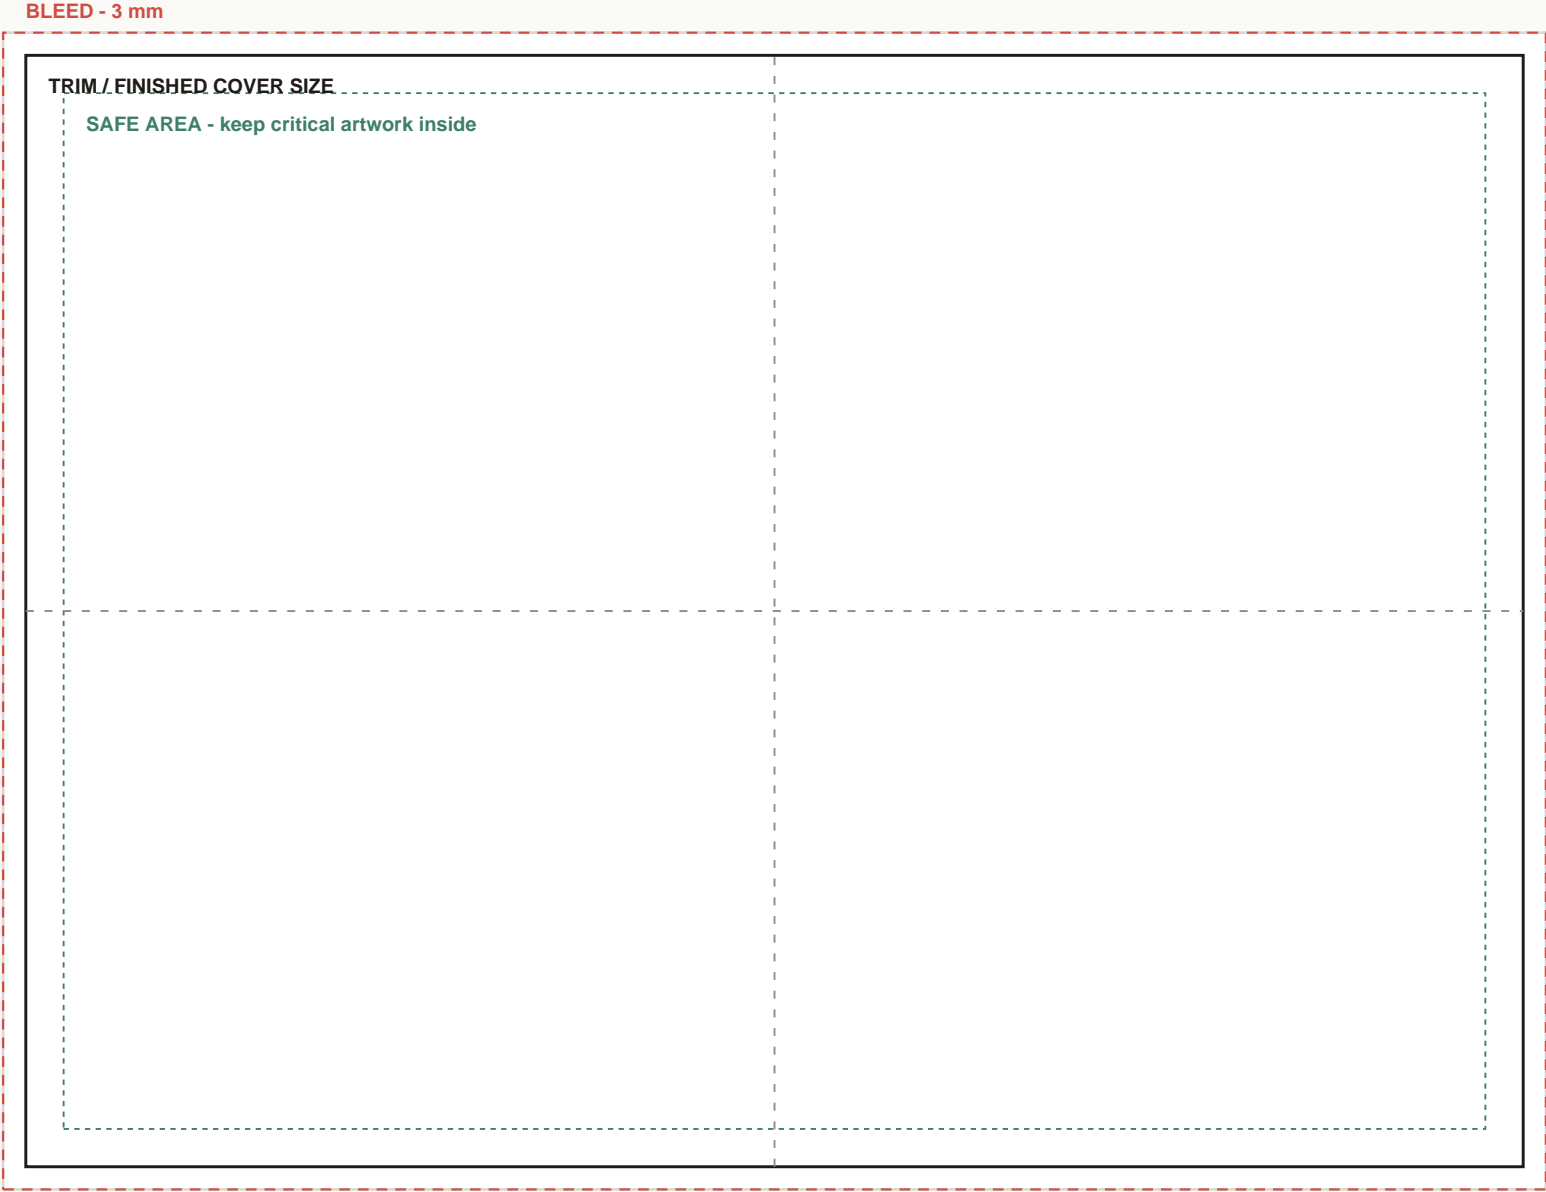 BLEED - 3 mm
TRIM / FINISHED COVER SIZE
SAFE AREA - keep critical artwork inside